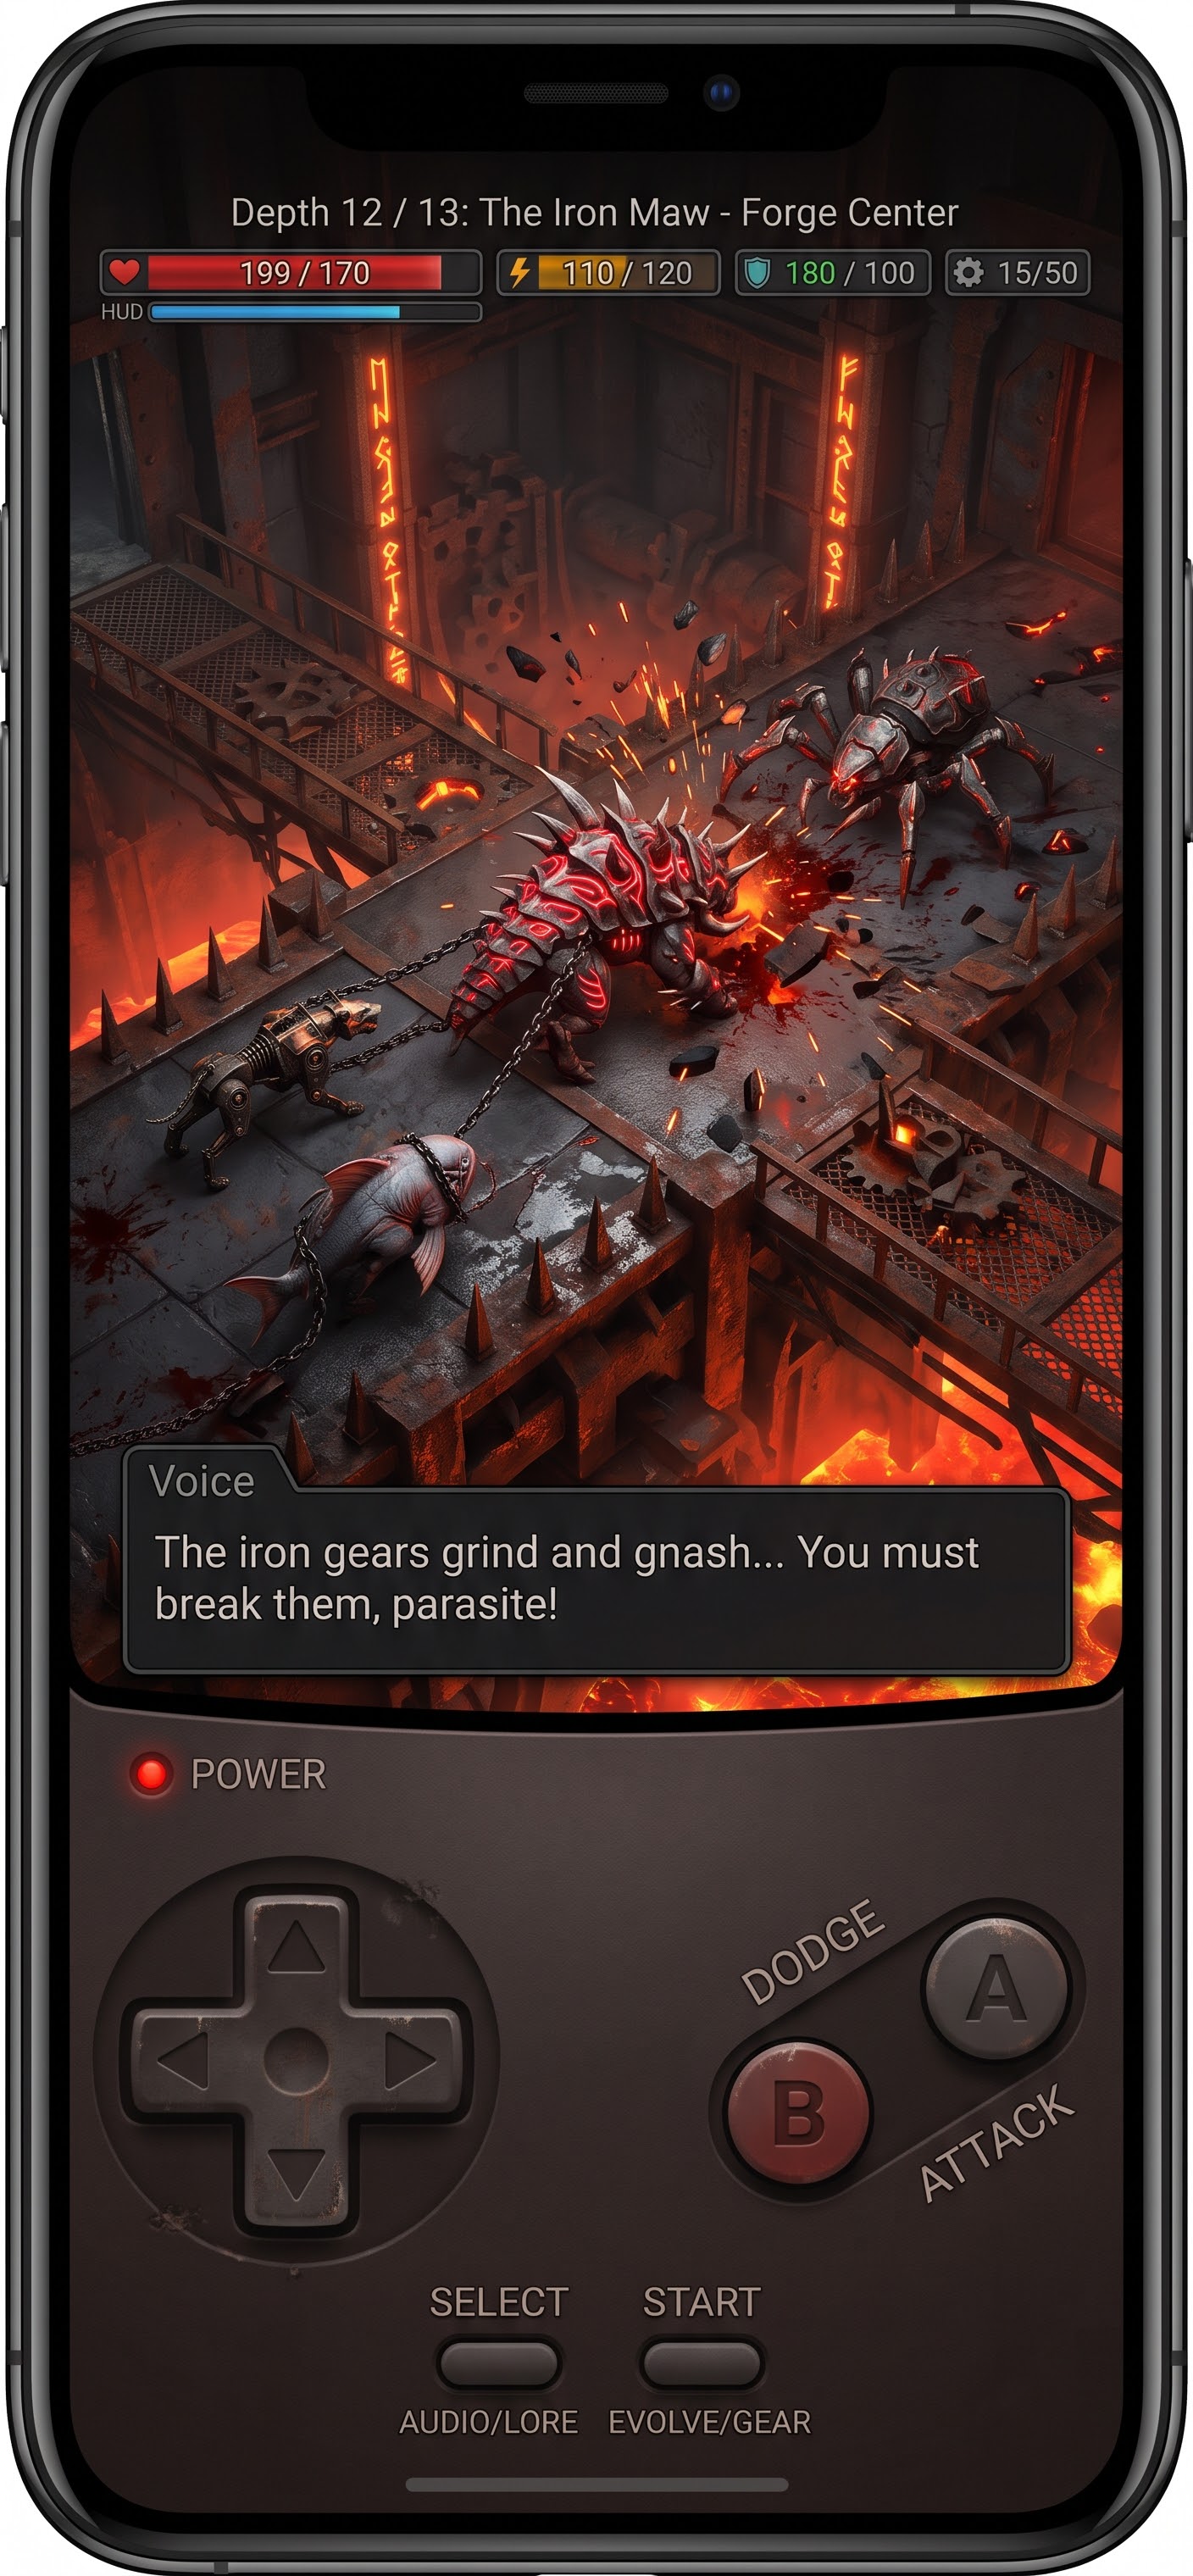 Depth 12 / 13: The Iron Maw - Forge Center
199 / 170
110 / 120
180 / 100
15/50
HUD
Voice
The iron gears grind and gnash... You must
break them, parasite!
POWER
DODGE
A
B
ATTACK
SELECT
START
AUDIO/LORE
EVOLVE/GEAR